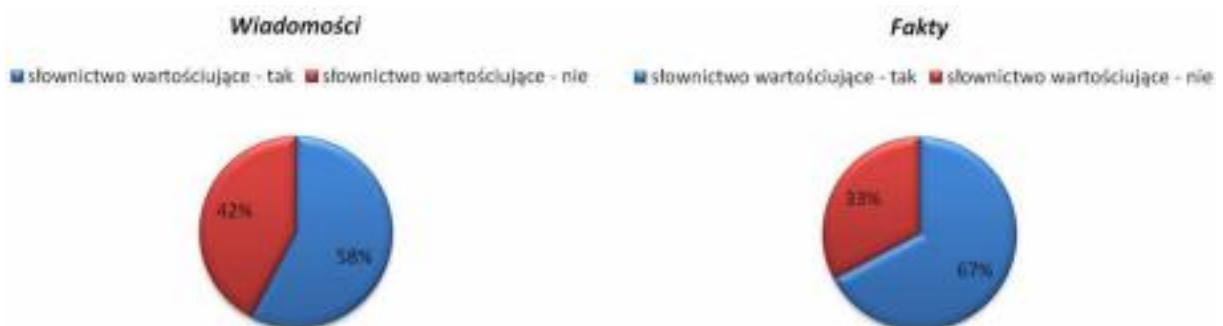 Wiadomości
słownictwo wartościujące - tak słownictwo wartościujące - nie
42%
58%
Fakty
słownictwo wartościujące - tak słownictwo wartościujące - nie
33%
67%